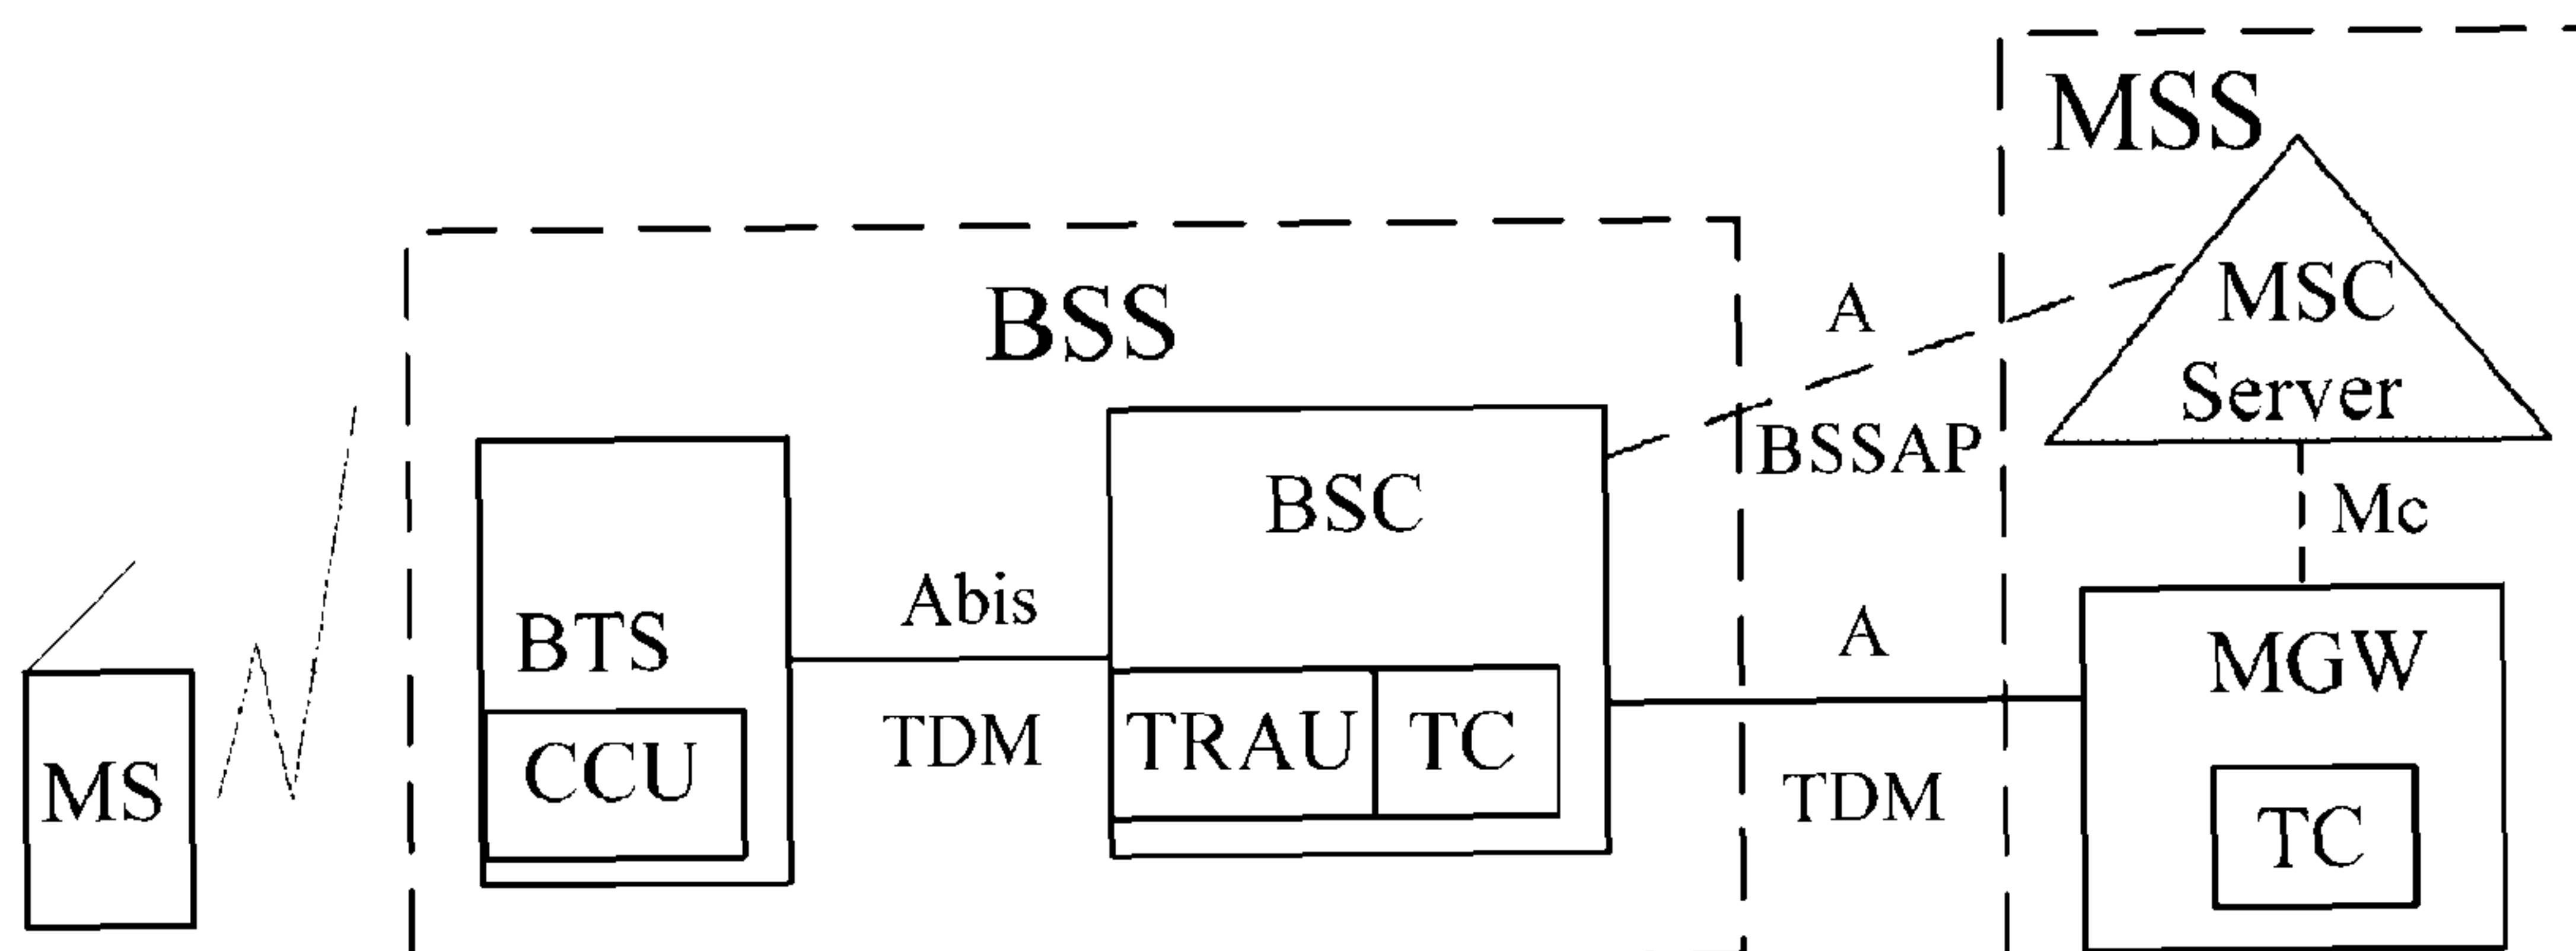 MSS
MSC
Server
BSS
A
BSSAP
Mc
BSC
BTS
Abis
TDM
CCU
TRAU
TC
A
TDM
MGW
TC
MS